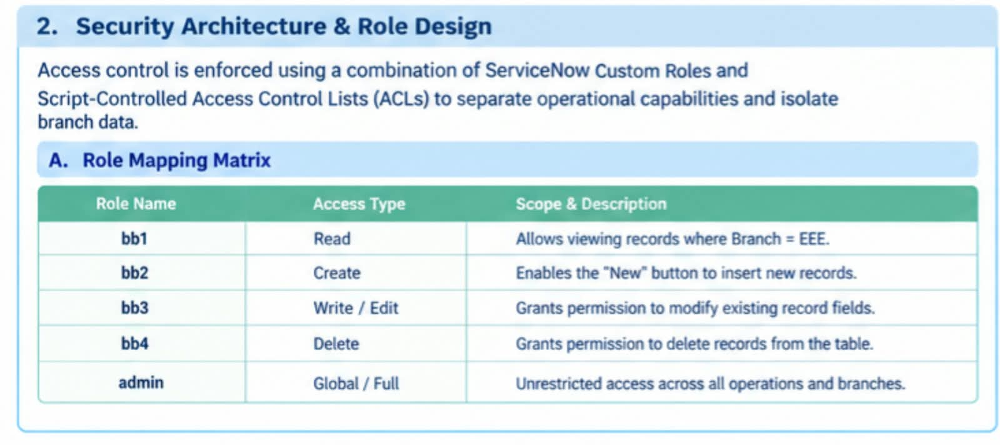 2. Security Architecture & Role Design
Access control is enforced using a combination of ServiceNow Custom Roles and
Script-Controlled Access Control Lists (ACLs) to separate operational capabilities and isolate
branch data.
A. Role Mapping Matrix
Role Name Access Type Scope & Description
bb1 Read Allows viewing records where Branch = EEE.
bb2 Create Enables the "New" button to insert new records.
bb3 Write / Edit Grants permission to modify existing record fields.
bb4 Delete Grants permission to delete records from the table.
admin Global / Full Unrestricted access across all operations and branches.